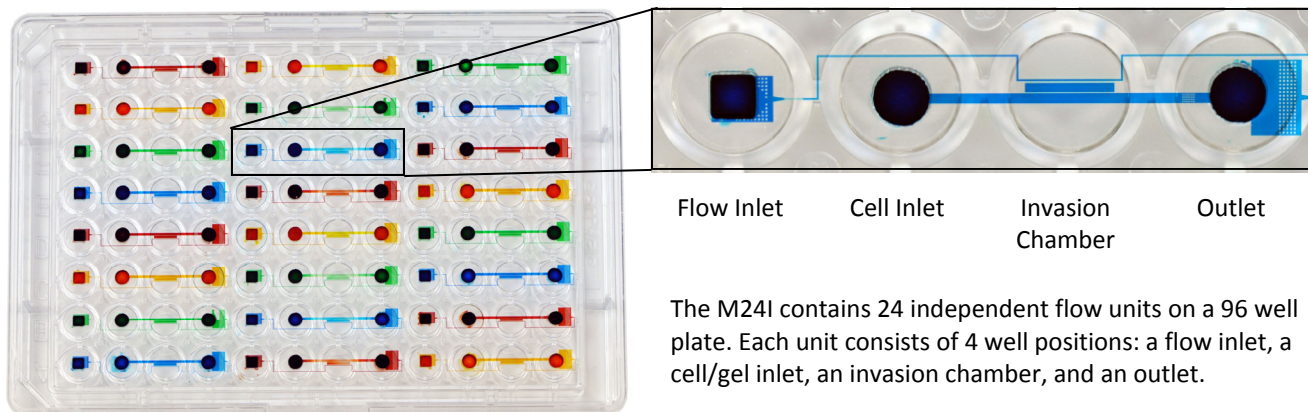 Flow Inlet
Cell Inlet
Invasion
Chamber
Outlet
The M24I contains 24 independent flow units on a 96 well
plate. Each unit consists of 4 well positions: a flow inlet, a
cell/gel inlet, an invasion chamber, and an outlet.